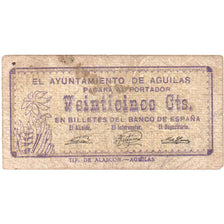 EL AYUNTAMIENTO DE AGUILAS
PAGARÁ AL PORTADOR
Veinticinco Cts.
EN BILLETES DEL BANCO DE ESPAÑA
El Alcalde, El Interventor, El Depositario,
TIP. DE ALARCON.-AGUILAS